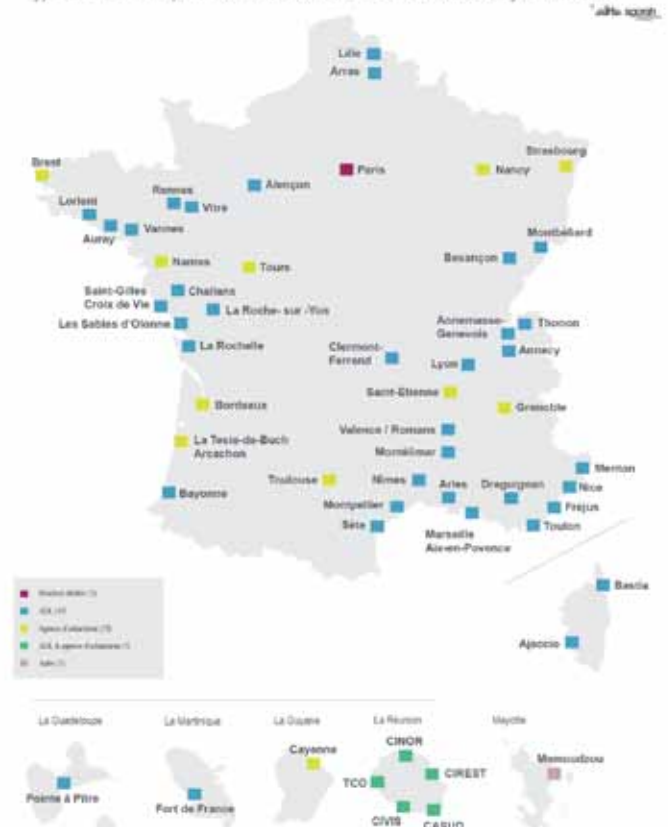 Lille
Arras
Brest
Paris
Nancy
Strasbourg
Rennes
Alençon
Lorient
Vitre
Auray
Vannes
Montbéliard
Besançon
Nantes
Tours
Saint-Gilles
Croix de Vie
Challans
La Roche- sur -Yon
Les Sables d'Olonne
Annemasse-
Genevois
Thonon
La Rochelle
Clermont-
Ferrand
Annecy
Lyon
Saint-Etienne
Bordeaux
Grenoble
Valence / Romans
La Teste-de-Buch
Arcachon
Montélimar
Toulouse
Nîmes
Arles
Draguignan
Menton
Nice
Bayonne
Montpellier
Fréjus
Sète
Marseille
Aix-en-Povence
Toulon
Bastia
Ajaccio
La Guadeloupe
La Martinique
La Guyane
La Réunion
Mayotte
Cayenne
CINOR
Mamoudzou
TCO
CIREST
Pointe à Pitre
Fort de France
CIVIS
CASUD